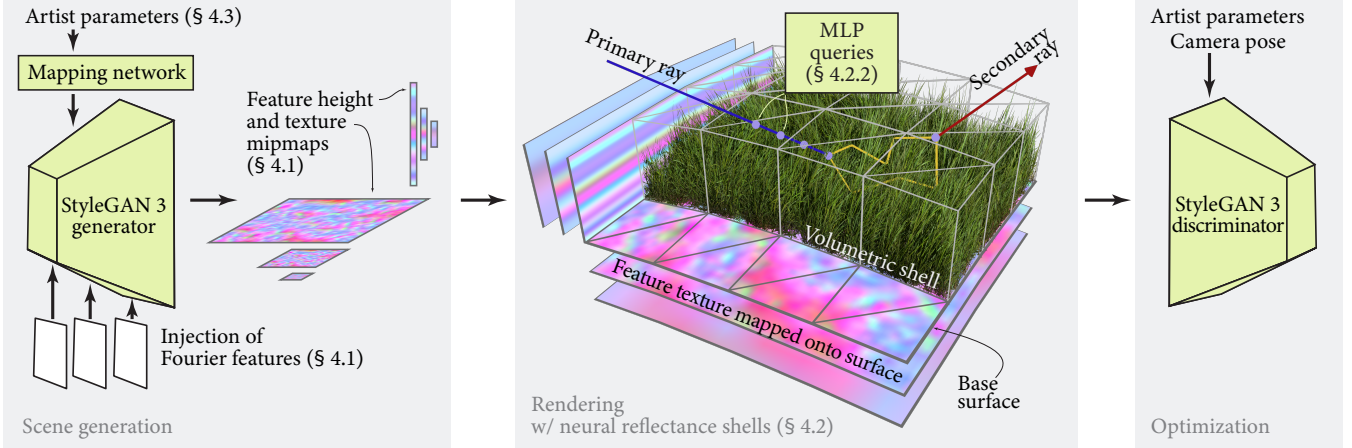 Artist parameters (§ 4.3)
Mapping network
StyleGAN 3
generator
Feature height
and texture
mipmaps
(§ 4.1)
Injection of
Fourier features (§ 4.1)
Scene generation
Primary ray
MLP
queries
(§ 4.2.2)
Secondary
ray
Volumetric shell
Feature texture mapped onto surface
Base
surface
Rendering
w/ neural reflectance shells (§ 4.2)
Artist parameters
Camera pose
StyleGAN 3
discriminator
Optimization